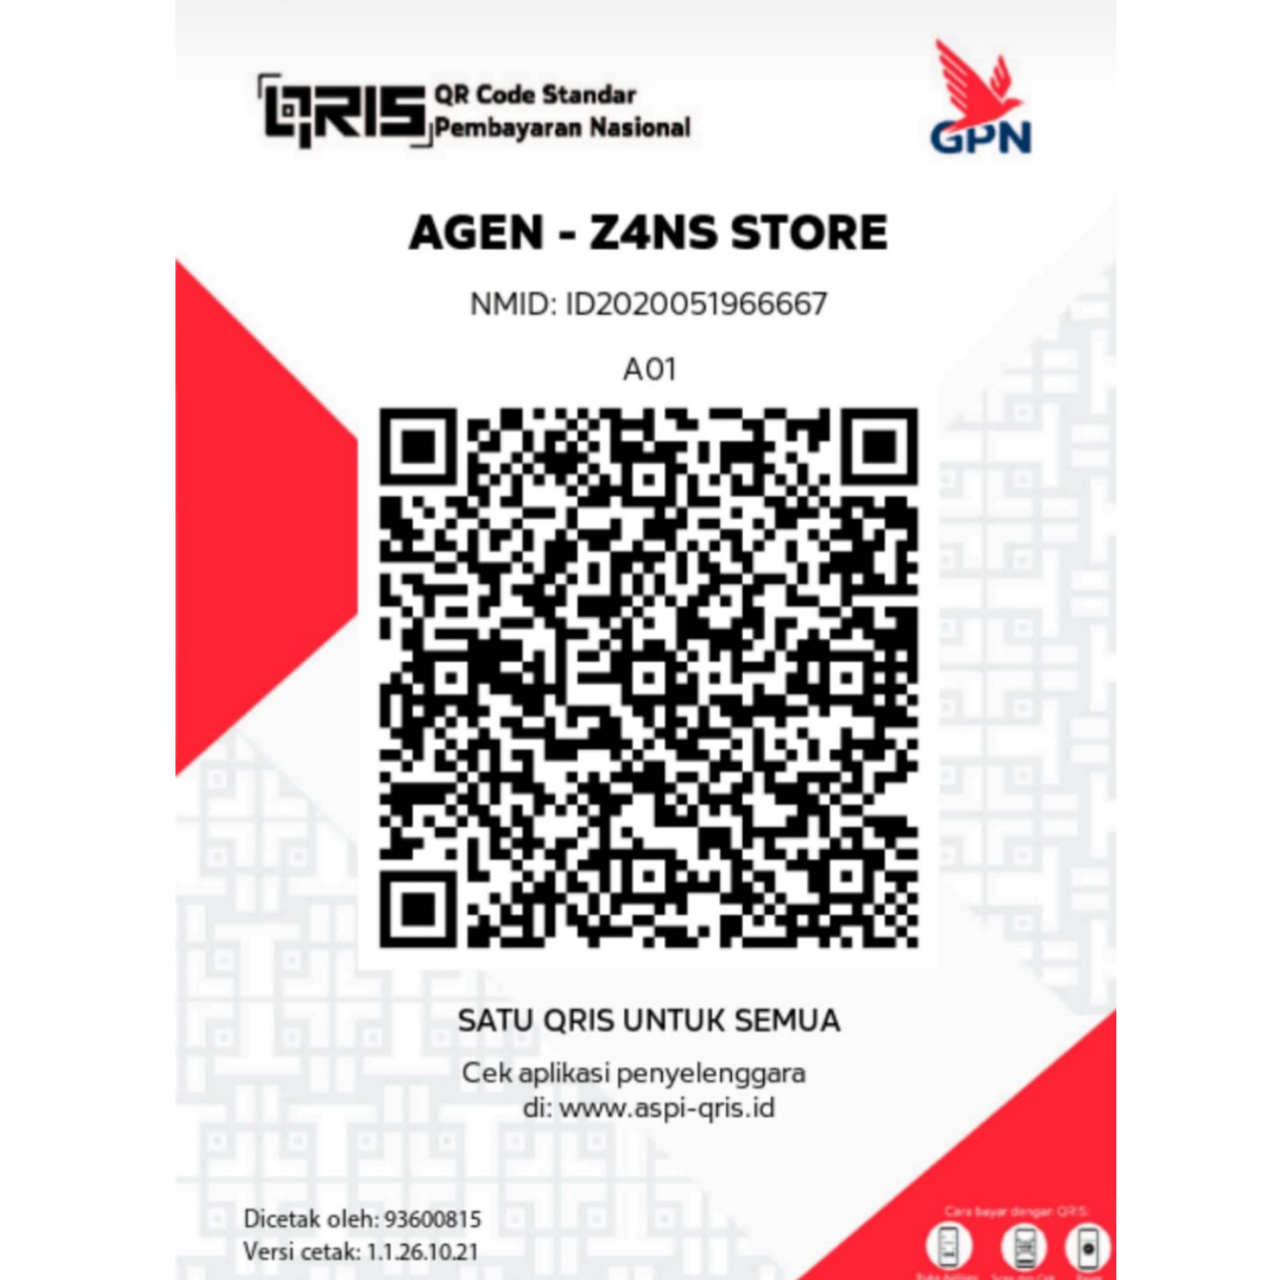 QRIS QR Code Standar
Pembayaran Nasional
GPN
AGEN - Z4NS STORE
NMID: ID2020051966667
A01
SATU QRIS UNTUK SEMUA
Cek aplikasi penyelenggara
di: www.aspi-qris.id
Dicetak oleh: 93600815
Versi cetak: 1.1.26.10.21
Cara bayar dengan QRIS: